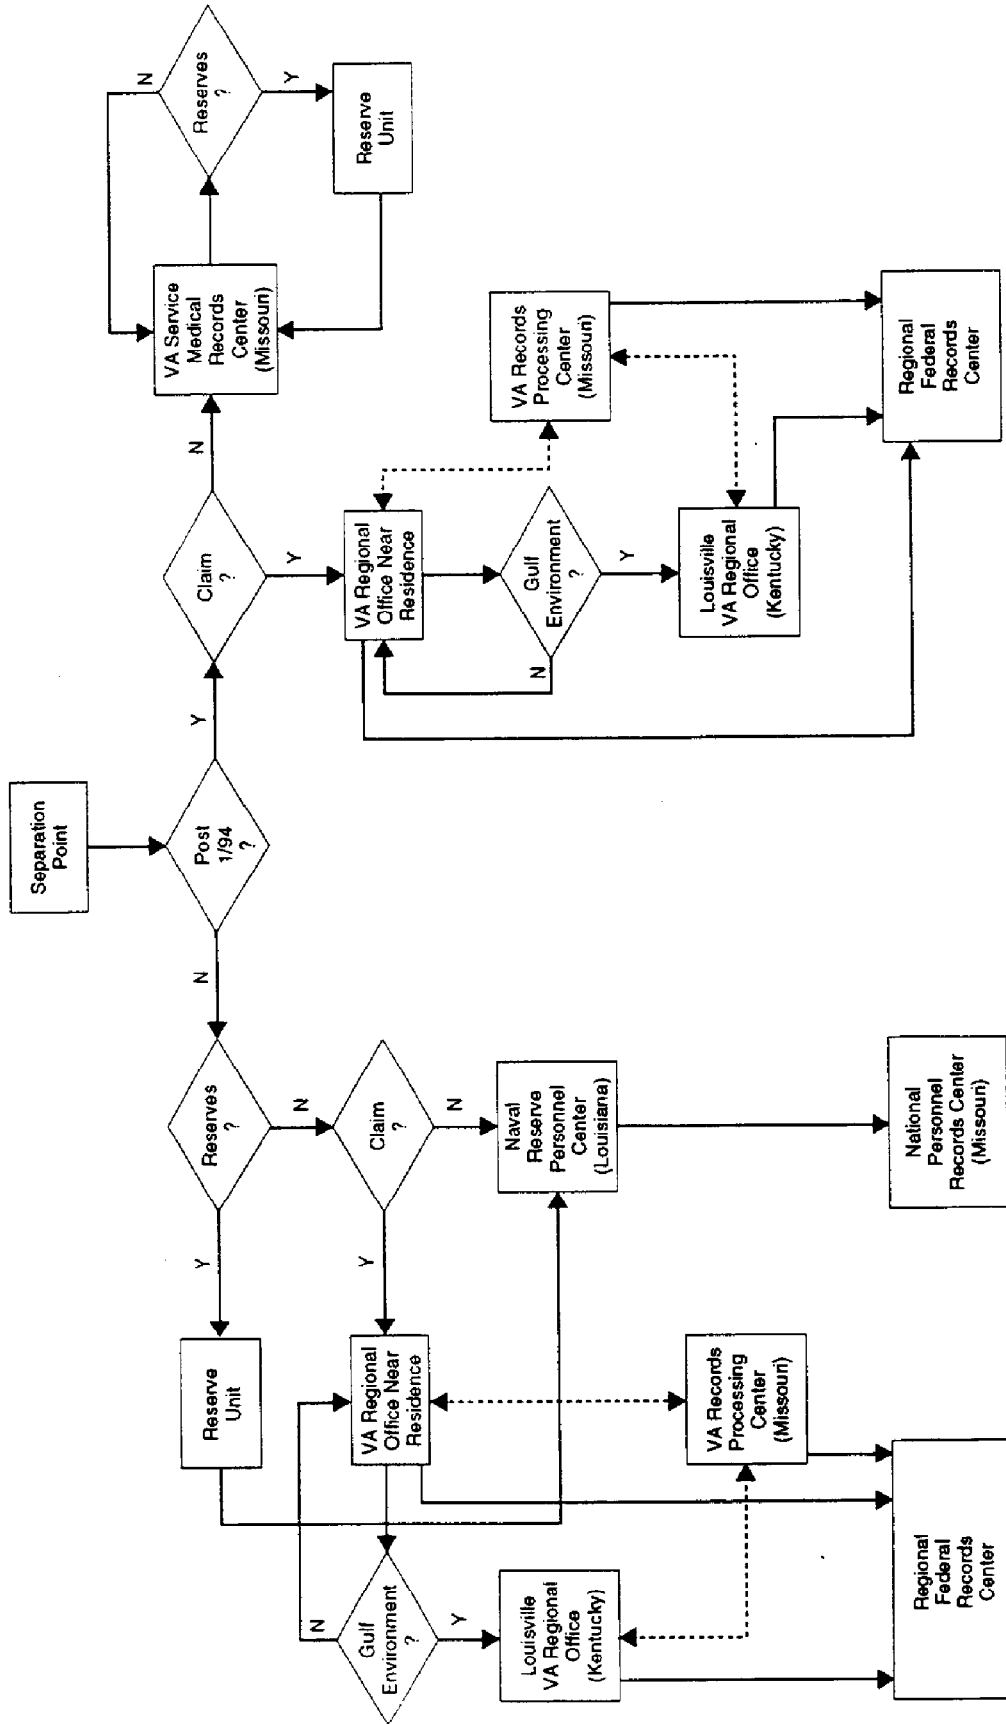 Separation
Point
Post
1/94
?
N
Y
Reserves
?
Y
N
Reserve
Unit
Claim
?
Y
N
VA Regional
Office Near
Residence
Gulf
Environment
?
N
Y
Louisville
VA Regional
Office
(Kentucky)
VA Records
Processing
Center
(Missouri)
Regional
Federal
Records
Center
Naval
Reserve
Personnel
Center
(Louisiana)
National
Personnel
Records Center
(Missouri)
Claim
?
N
Y
VA Service
Medical
Records
Center
(Missouri)
Reserves
?
N
Y
Reserve
Unit
VA Regional
Office Near
Residence
Gulf
Environment
?
N
Y
VA Records
Processing
Center
(Missouri)
Louisville
VA Regional
Office
(Kentucky)
Regional
Federal
Records
Center